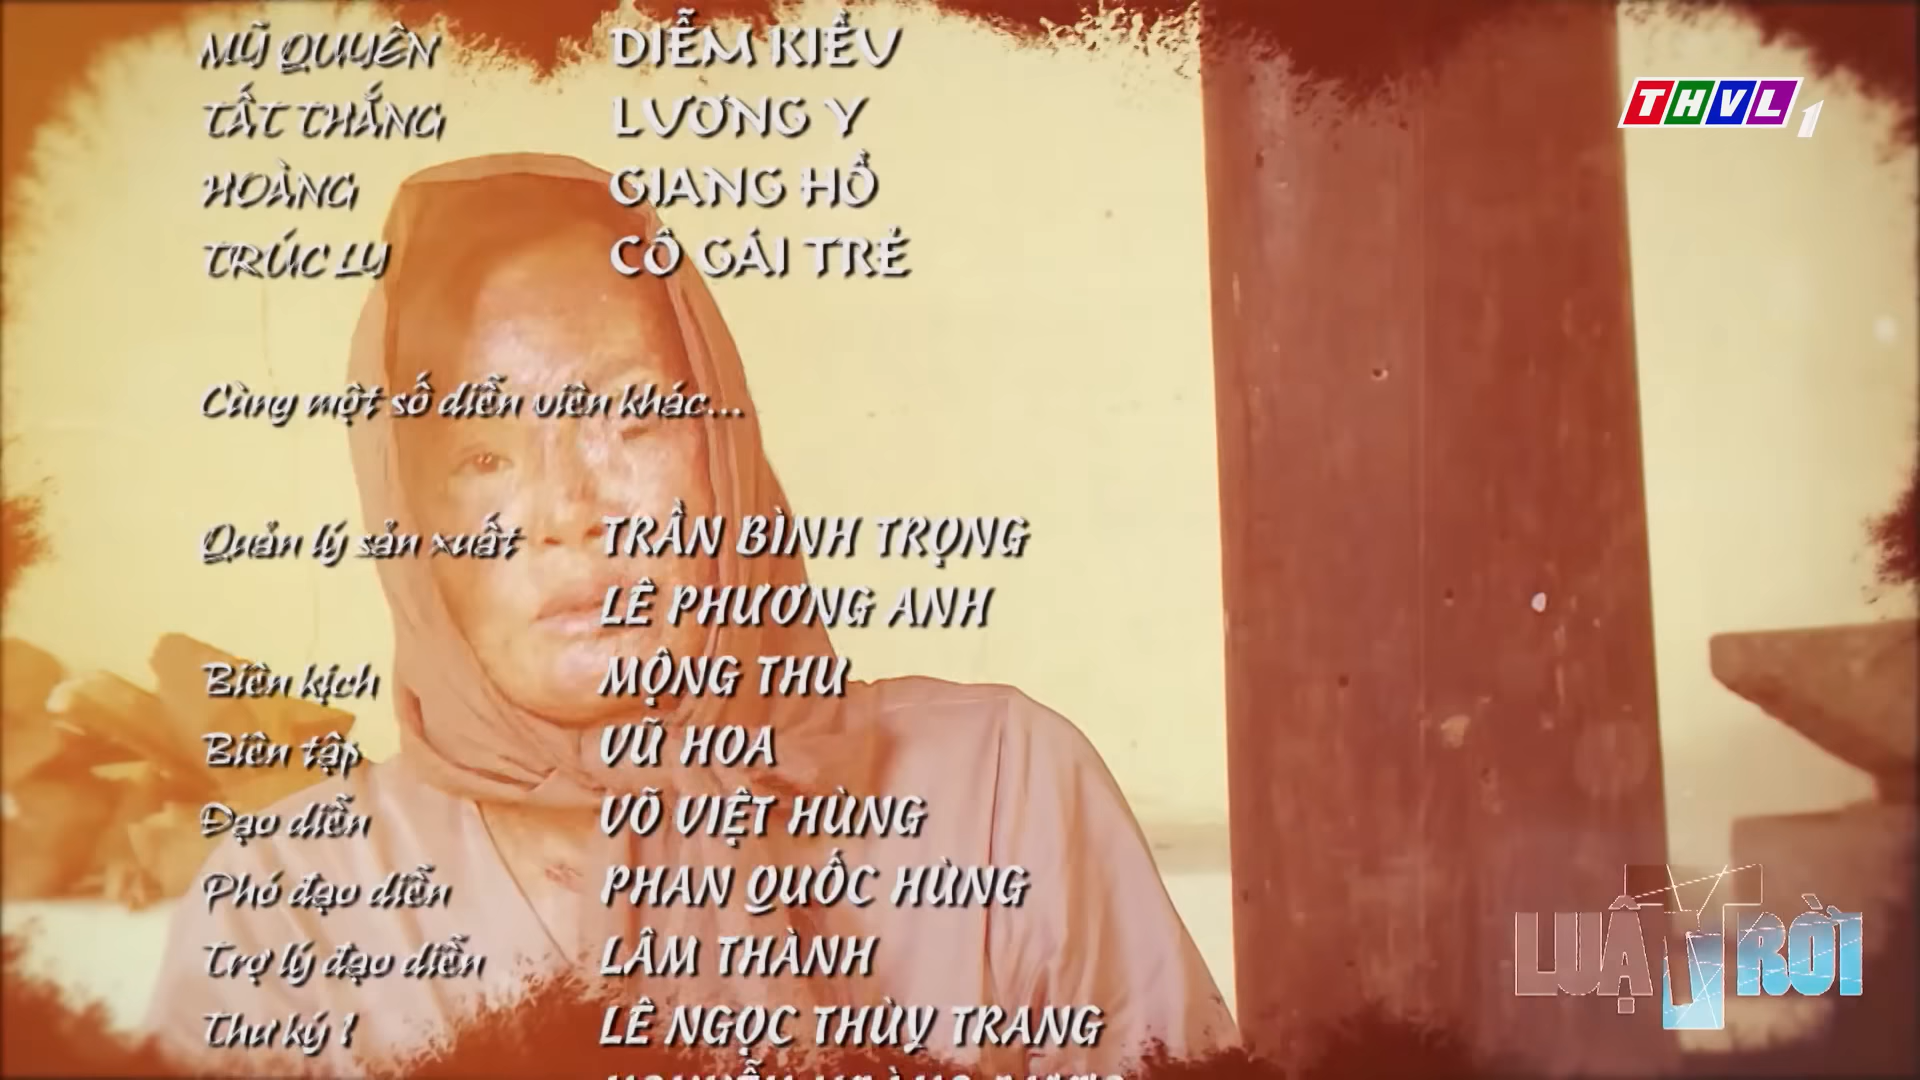 MỸ QUYÊN DIỄM KIỀU
TẤT THẮNG LƯƠNG Y
THVL1
HOÀNG GIANG HỒ
TRÚC LY CÔ GÁI TRẺ
Cùng một số diễn viên khác...
Quản lý sản xuất TRẦN BÌNH TRỌNG
LÊ PHƯƠNG ANH
Biên kịch MỘNG THU
Biên tập VŨ HOA
Đạo diễn VÕ VIỆT HÙNG
Phó đạo diễn PHAN QUỐC HÙNG
Trợ lý đạo diễn LÂM THÀNH
LUẬT TRỜI
Thư ký 1 LÊ NGỌC THÙY TRANG